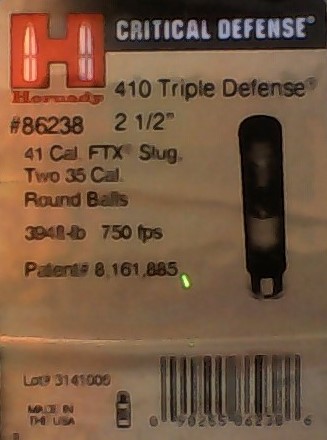 CRITICAL DEFENSE®
H
Hornady
410 Triple Defense®
#86238 2 1/2"
41 Cal. FTX® Slug,
Two 35 Cal.
Round Balls
394ft-lb 750 fps
Patent# 8,161,885
Lot# 3141006
MADE IN
THE USA
0 90255 86238 6